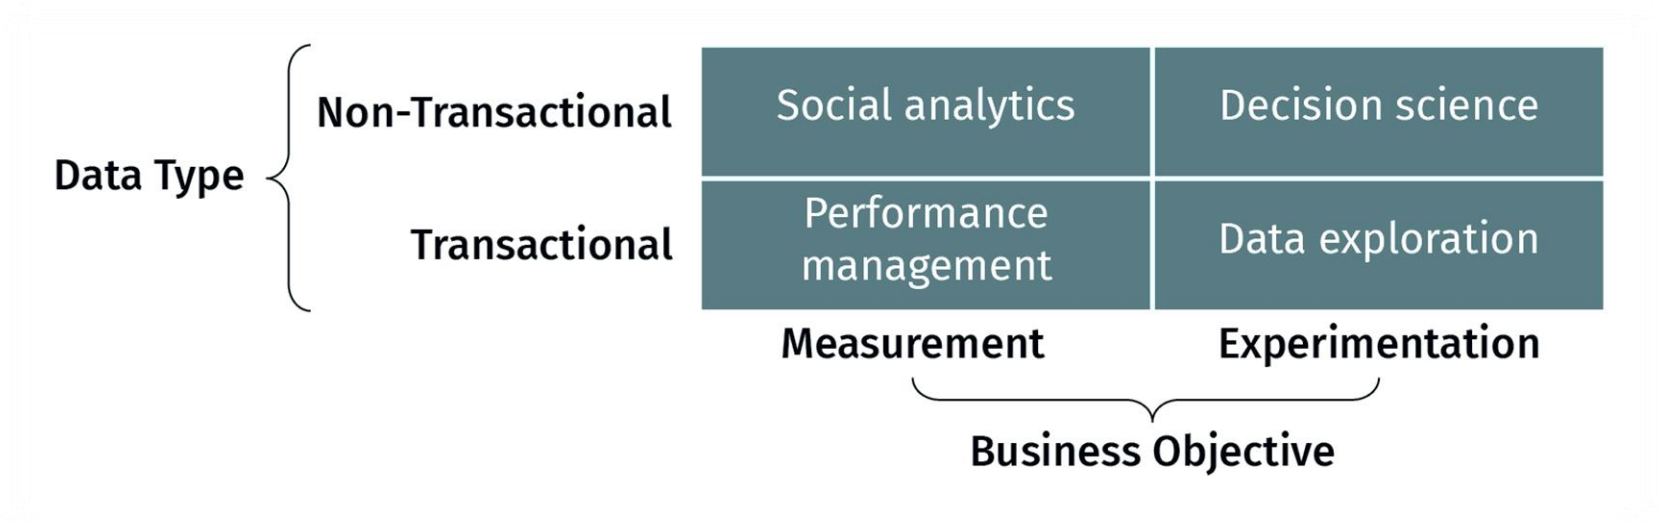 Non-Transactional
Social analytics
Decision science
Data Type
Transactional
Performance
management
Data exploration
Measurement
Experimentation
Business Objective